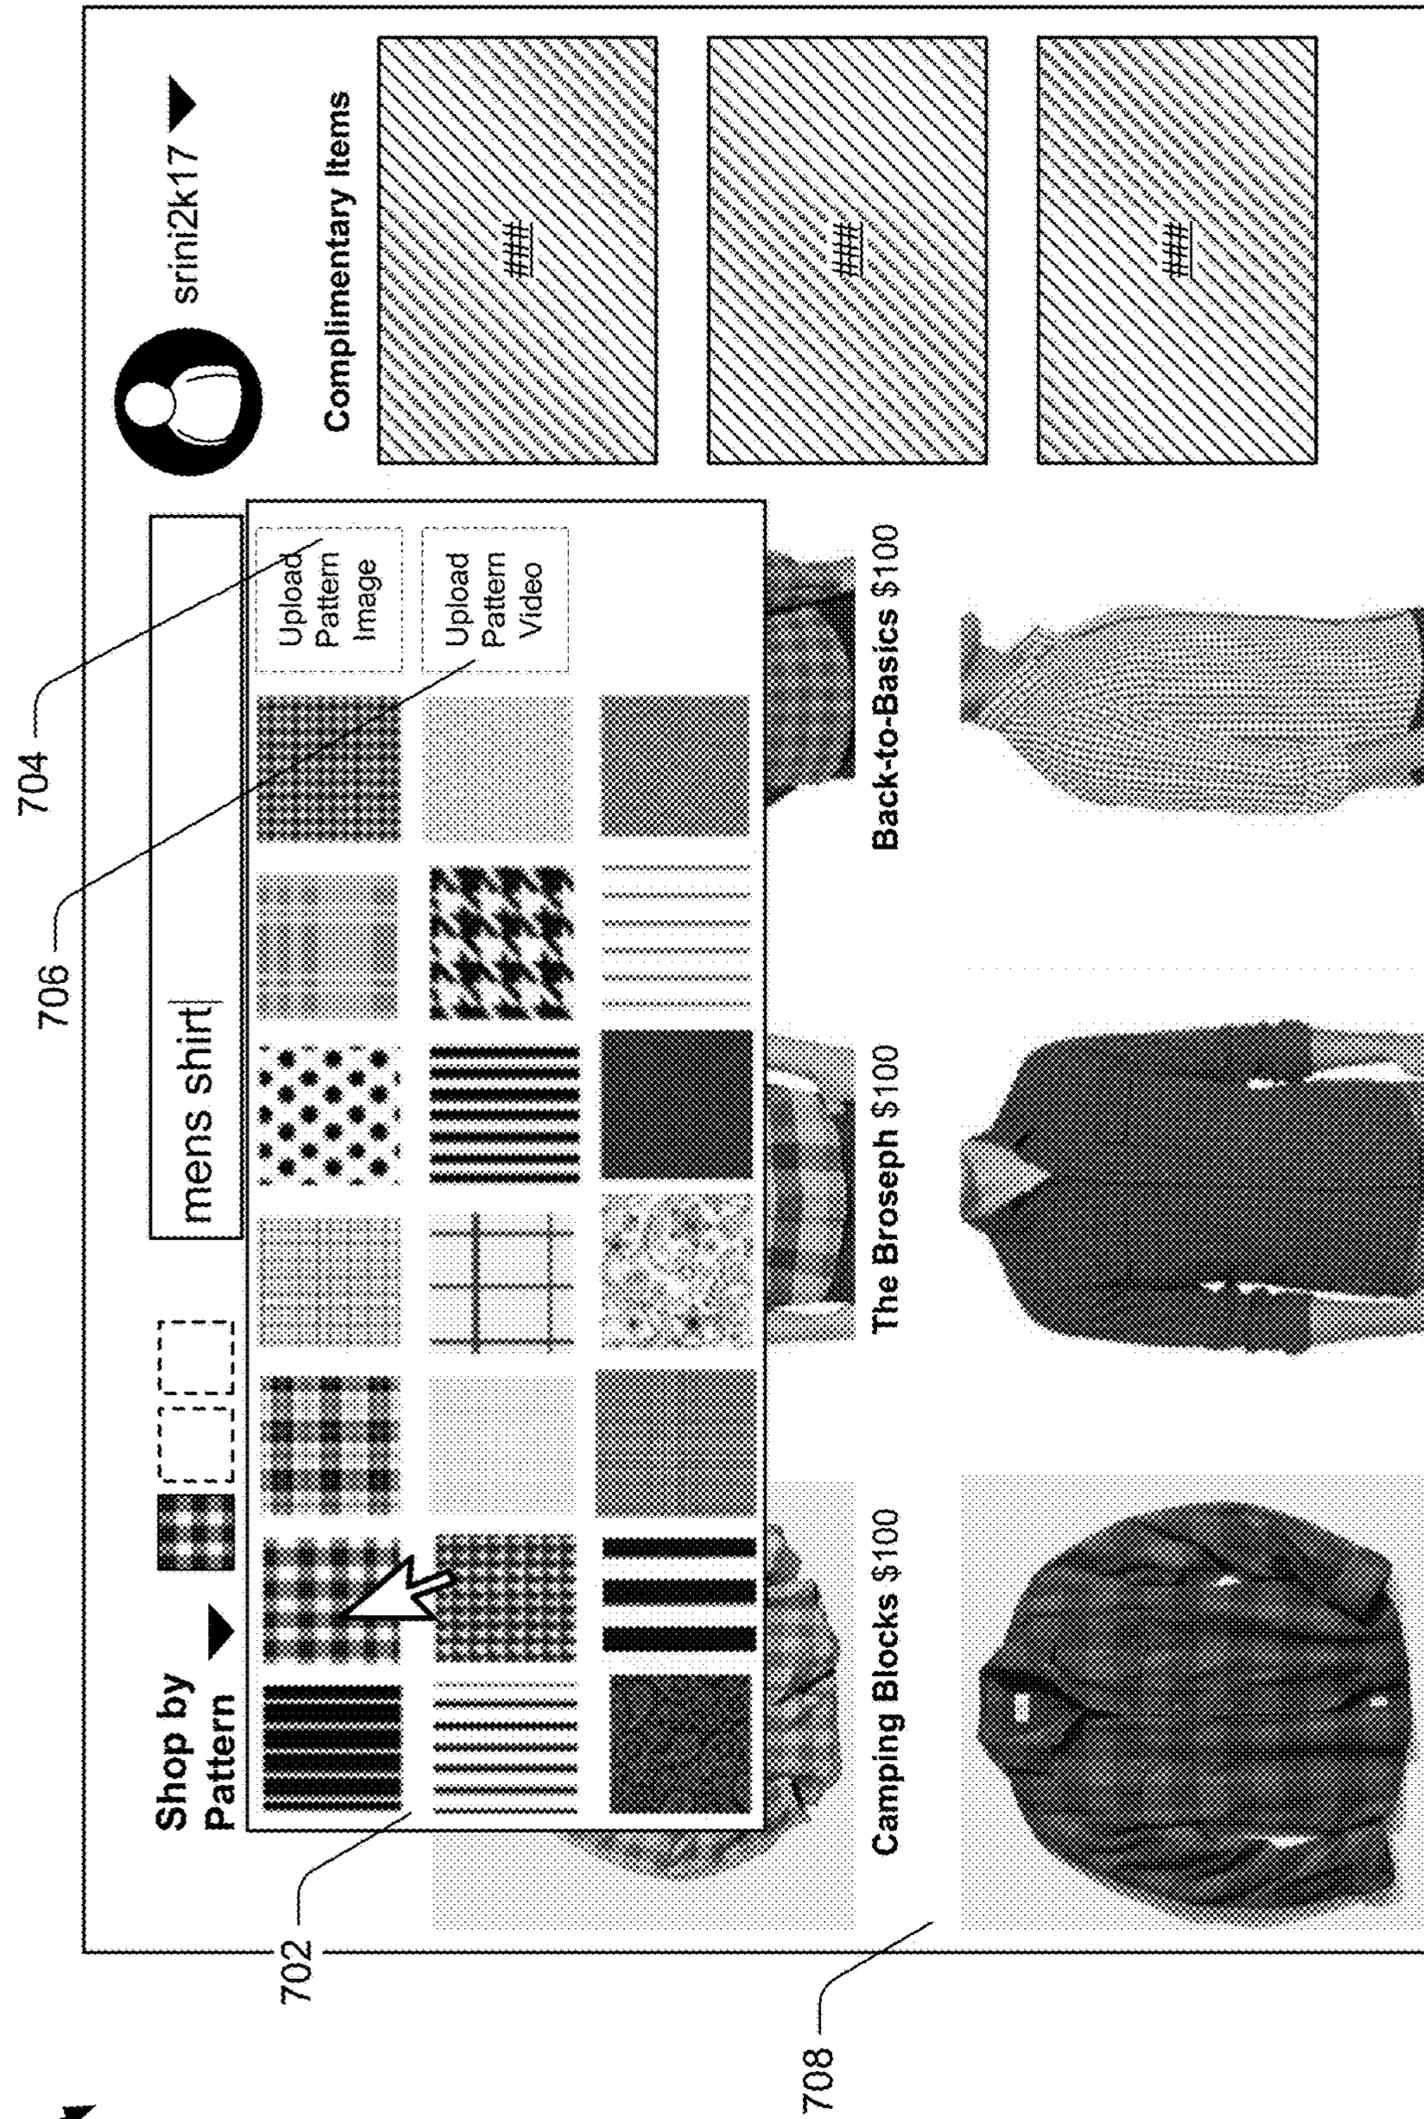 704
706
Shop by
Pattern
mens shirt
srini2k17
Complimentary Items
Upload
Pattern
Image
Upload
Pattern
Video
###
###
###
702
Camping Blocks $100
The Broseph $100
Back-to-Basics $100
708